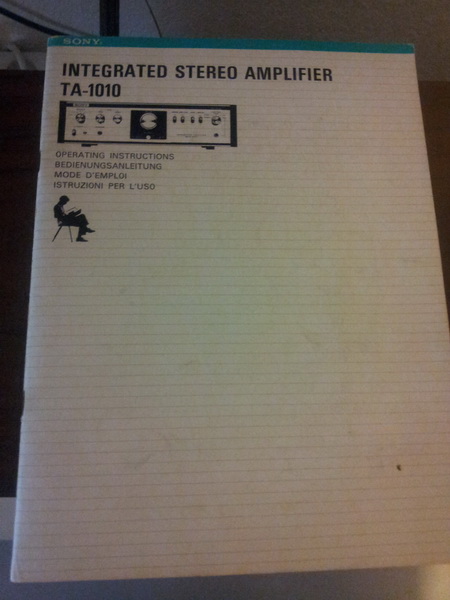 SONY
INTEGRATED STEREO AMPLIFIER
TA-1010
OPERATING INSTRUCTIONS
BEDIENUNGSANLEITUNG
MODE D'EMPLOI
ISTRUZIONI PER L'USO